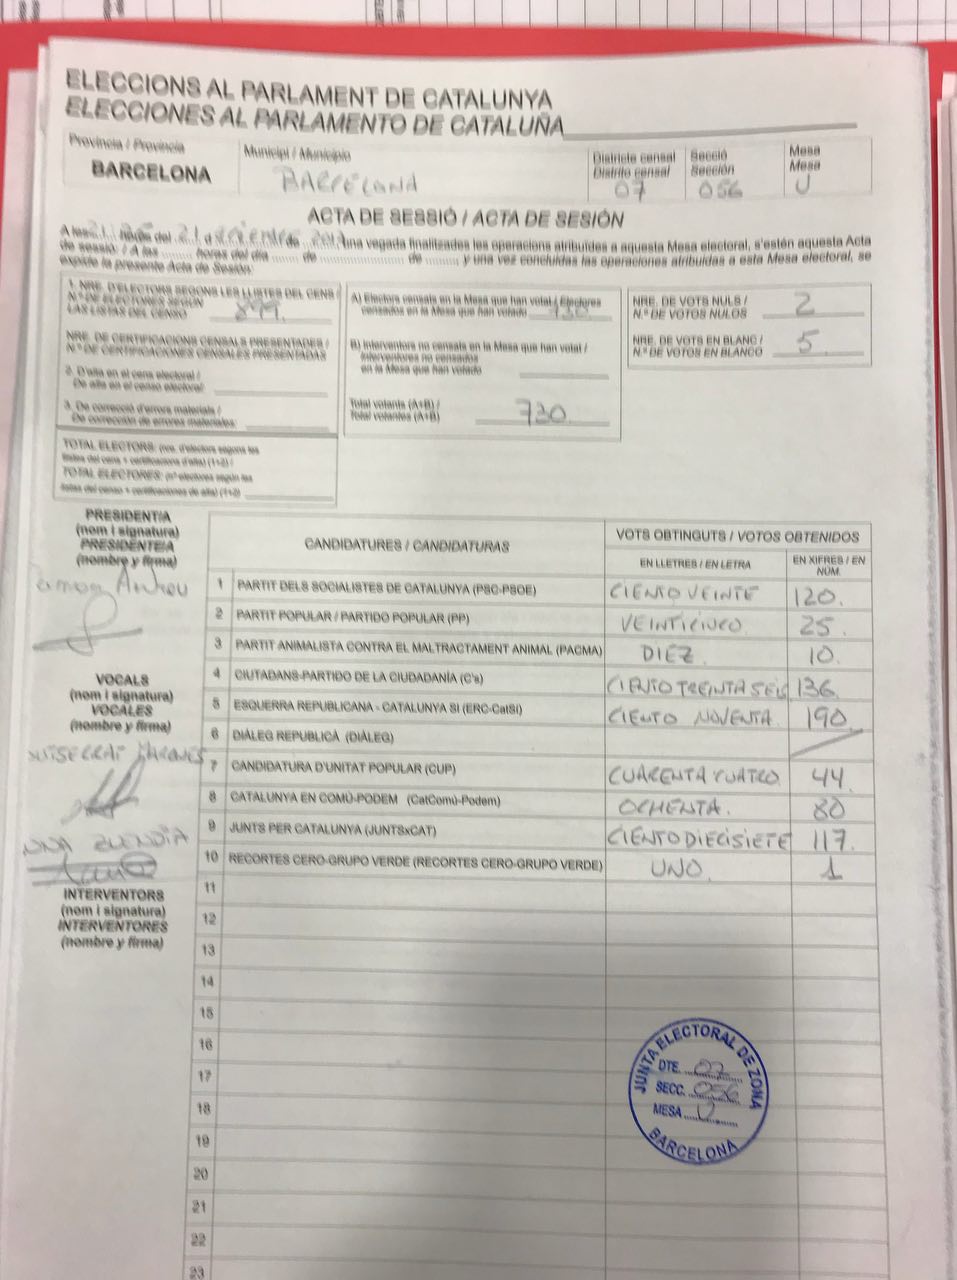 ELECCIONS AL PARLAMENT DE CATALUNYA
ELECCIONES AL PARLAMENTO DE CATALUÑA
Província / Provincia
BARCELONA
Municipi / Municipio
BARCELONA
Districte censal
Distrito censal
07
Secció
Sección
056
Mesa
Mesa
U
ACTA DE SESSIÓ / ACTA DE SESIÓN
A les hores del 21 d de una vegada finalitzades les operacions atribuïdes a aquesta Mesa electoral, s'estén aquesta Acta
de sessió: / A las ......... horas del día ....... de .................... de ......... y una vez concluidas las operaciones atribuidas a esta Mesa electoral, se
expide la presente Acta de Sesión:
1. NRE. D'ELECTORS SEGONS LES LLISTES DEL CENS /
N.º DE ELECTORES SEGÚN
LAS LISTAS DEL CENSO 899.
NRE. DE CERTIFICACIONS CENSALS PRESENTADES /
N.º DE CERTIFICACIONES CENSALES PRESENTADAS
2. D'alta en el cens electoral /
De alta en el censo electoral:
3. De correcció d'errors materials /
De corrección de errores materiales:
TOTAL ELECTORS: (nre. d'electors segons les
llistes del cens + certificacions d'alta) (1+2) /
TOTAL ELECTORES: (nº electores según las
listas del censo + certificaciones de alta) (1+2)
A) Electors censats en la Mesa que han votat / Electores
censados en la Mesa que han votado 730
B) Interventors no censats en la Mesa que han votat /
Interventores no censados
en la Mesa que han votado
Total votants (A+B) /
Total votantes (A+B) 730
NRE. DE VOTS NULS /
N.º DE VOTOS NULOS 2
NRE. DE VOTS EN BLANC /
N.º DE VOTOS EN BLANCO 5
PRESIDENT/A
(nom i signatura)
PRESIDENTE/A
(nombre y firma)
Ramon Andreu
VOCALS
(nom i signatura)
VOCALES
(nombre y firma)
INTERVENTORS
(nom i signatura)
INTERVENTORES
(nombre y firma)
CANDIDATURES / CANDIDATURAS
VOTS OBTINGUTS / VOTOS OBTENIDOS
EN LLETRES / EN LETRA
EN XIFRES / EN
NÚM.
1 PARTIT DELS SOCIALISTES DE CATALUNYA (PSC-PSOE) CIENTO VEINTE 120.
2 PARTIT POPULAR / PARTIDO POPULAR (PP) VEINTICINCO 25.
3 PARTIT ANIMALISTA CONTRA EL MALTRACTAMENT ANIMAL (PACMA) DIEZ. 10.
4 CIUTADANS-PARTIDO DE LA CIUDADANÍA (C's) CIENTO TREINTA SEIS 136.
5 ESQUERRA REPUBLICANA - CATALUNYA SI (ERC-CatSí) CIENTO NOVENTA 190.
6 DIÀLEG REPUBLICÀ (DIÀLEG)
7 CANDIDATURA D'UNITAT POPULAR (CUP) CUARENTA Y CUATRO 44.
8 CATALUNYA EN COMÚ-PODEM (CatComú-Podem) OCHENTA. 80
9 JUNTS PER CATALUNYA (JUNTSxCAT) CIENTO DIECISIETE 117.
10 RECORTES CERO-GRUPO VERDE (RECORTES CERO-GRUPO VERDE) UNO. 1
11
12
13
14
15
16
17
18
19
20
21
22
23
JUNTA ELECTORAL DE ZONA
DTE. 07
SECC. 056
MESA U
BARCELONA